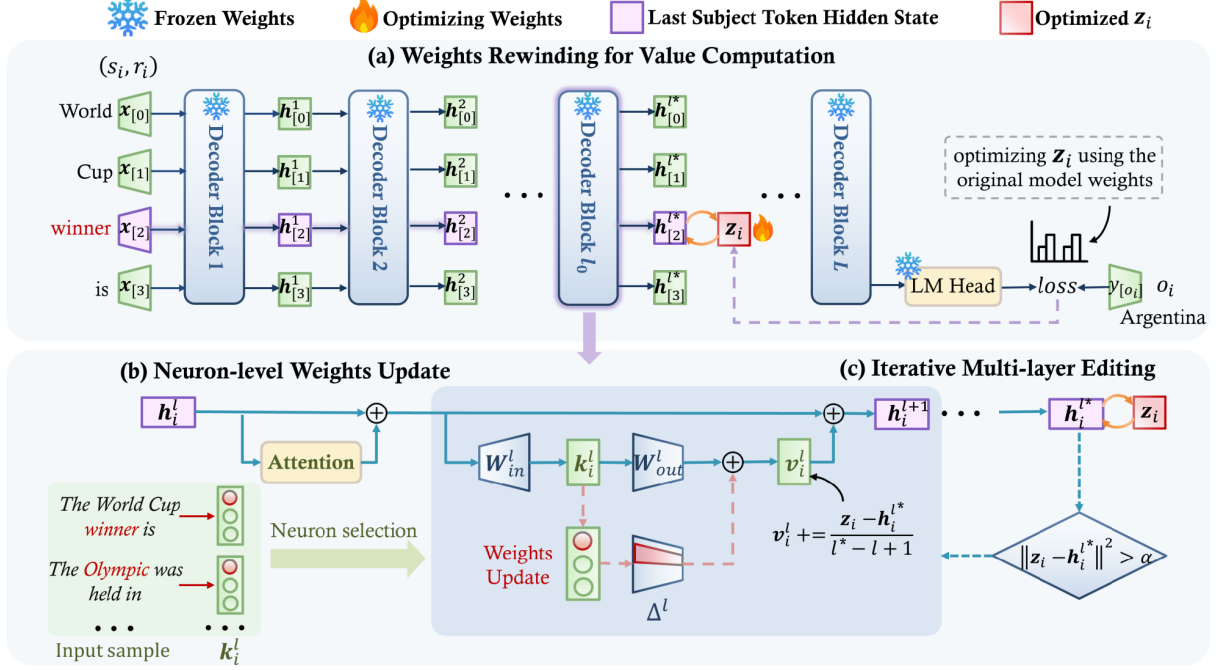 Frozen Weights
Optimizing Weights
Last Subject Token Hidden State
Optimized z_i
(a) Weights Rewinding for Value Computation
(s_i, r_i)
World x_[0] h^1_[0] h^2_[0] h^{l*}_[0]
Cup x_[1] h^1_[1] h^2_[1] h^{l*}_[1]
winner x_[2] h^1_[2] h^2_[2] h^{l*}_[2] z_i
is x_[3] h^1_[3] h^2_[3] h^{l*}_[3]
Decoder Block 1
Decoder Block 2
• • •
Decoder Block l_0
• • •
Decoder Block L
optimizing z_i using the
original model weights
LM Head
loss
y_[o_i] o_i
Argentina
(b) Neuron-level Weights Update
(c) Iterative Multi-layer Editing
h^l_i
+
Attention
W^l_in
k^l_i
W^l_out
+
v^l_i
+
h^{l+1}_i
• • •
h^{l*}_i
z_i
v^l_i += (z_i − h^{l*}_i) / (l* − l + 1)
‖z_i − h^{l*}_i‖^2 > α
Weights
Update
Δ^l
Neuron selection
The World Cup
winner is
The Olympic was
held in
• • • • • •
Input sample k^l_i